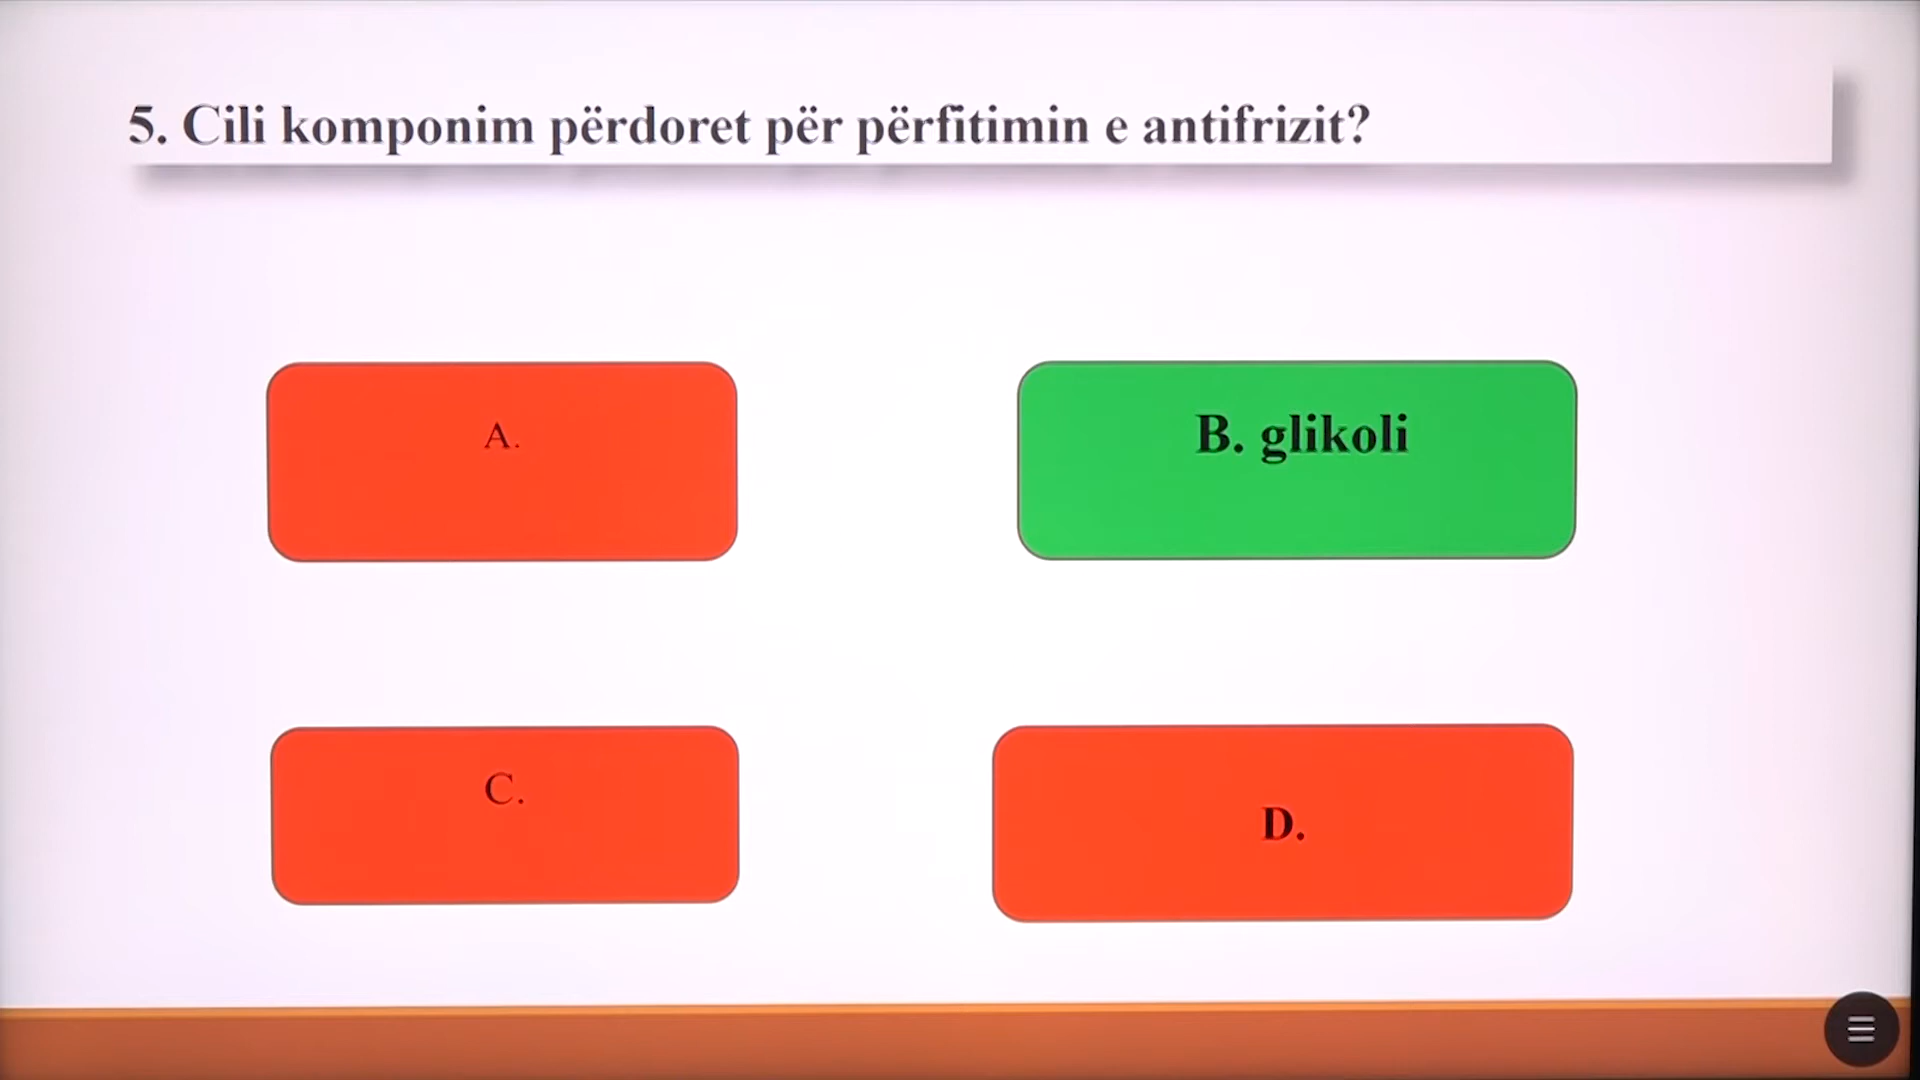 5. Cili komponim përdoret për përfitimin e antifrizit?
A.
B. glikoli
C.
D.